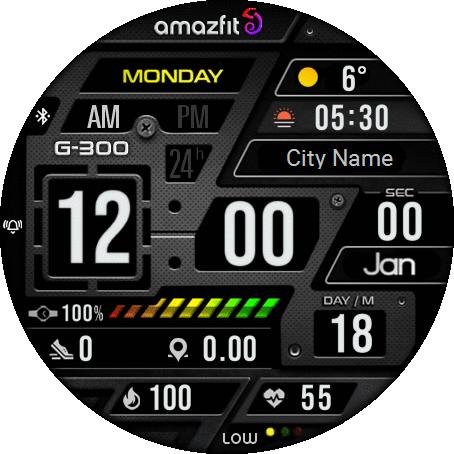 amazfit
MONDAY
6°
AM PM
05:30
G-300
24h
City Name
12 00
SEC
00
Jan
100%
DAY / M
18
0 0.00
100 55
LOW